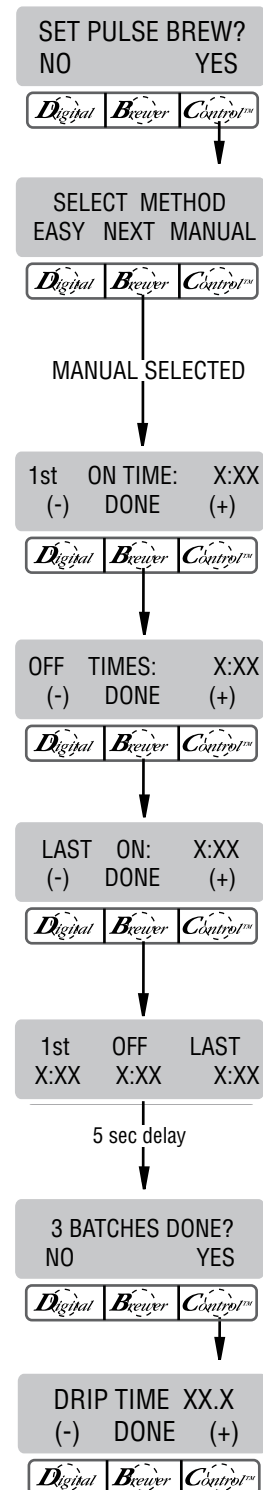 SET PULSE BREW?
NO YES
Digital Brewer Control™
SELECT METHOD
EASY NEXT MANUAL
Digital Brewer Control™
MANUAL SELECTED
1st ON TIME: X:XX
(-) DONE (+)
Digital Brewer Control™
OFF TIMES: X:XX
(-) DONE (+)
Digital Brewer Control™
LAST ON: X:XX
(-) DONE (+)
Digital Brewer Control™
1st OFF LAST
X:XX X:XX X:XX
5 sec delay
3 BATCHES DONE?
NO YES
Digital Brewer Control™
DRIP TIME XX.X
(-) DONE (+)
Digital Brewer Control™